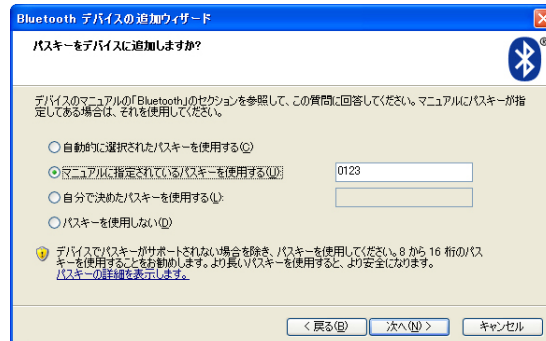 Bluetooth デバイスの追加ウィザード
パスキーをデバイスに追加しますか?
デバイスのマニュアルの「Bluetooth」のセクションを参照して、この質問に回答してください。マニュアルにパスキーが指
定してある場合は、それを使用してください。
自動的に選択されたパスキーを使用する(C)
マニュアルに指定されているパスキーを使用する(U): 0123
自分で決めたパスキーを使用する(L):
パスキーを使用しない(D)
デバイスでパスキーがサポートされない場合を除き、パスキーを使用してください。8 から 16 桁のパス
キーを使用することをお勧めします。より長いパスキーを使用すると、より安全になります。
パスキーの詳細を表示します。
< 戻る(B) 次へ(N) > キャンセル